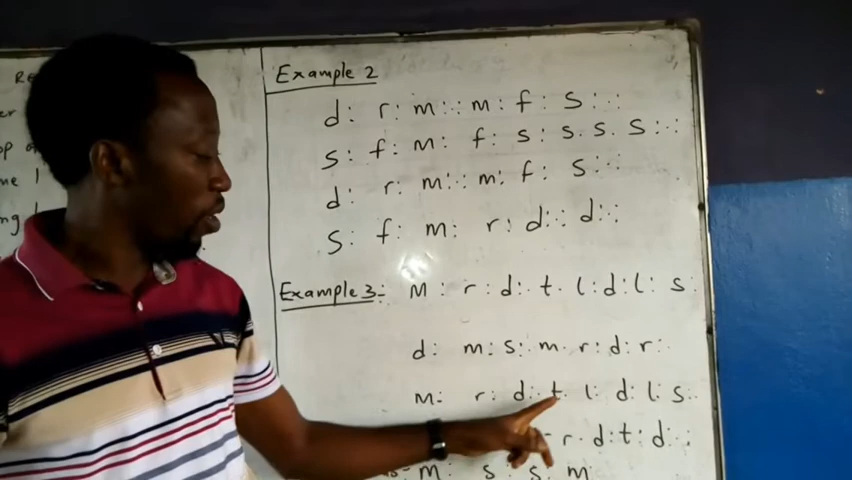 Example 2
d: r: m:: m: f: s:::
s: f: m: f: s: s. s. s:::
d: r: m:: m: f: s:::
s: f: m: r: d:: d:::
Example 3:- m: r: d: t. l: d: l: s:
d: m: s: m. r: d: r:
m: r: d: t. l: d: l: s.
r. d: t: d::
m: s. s. m